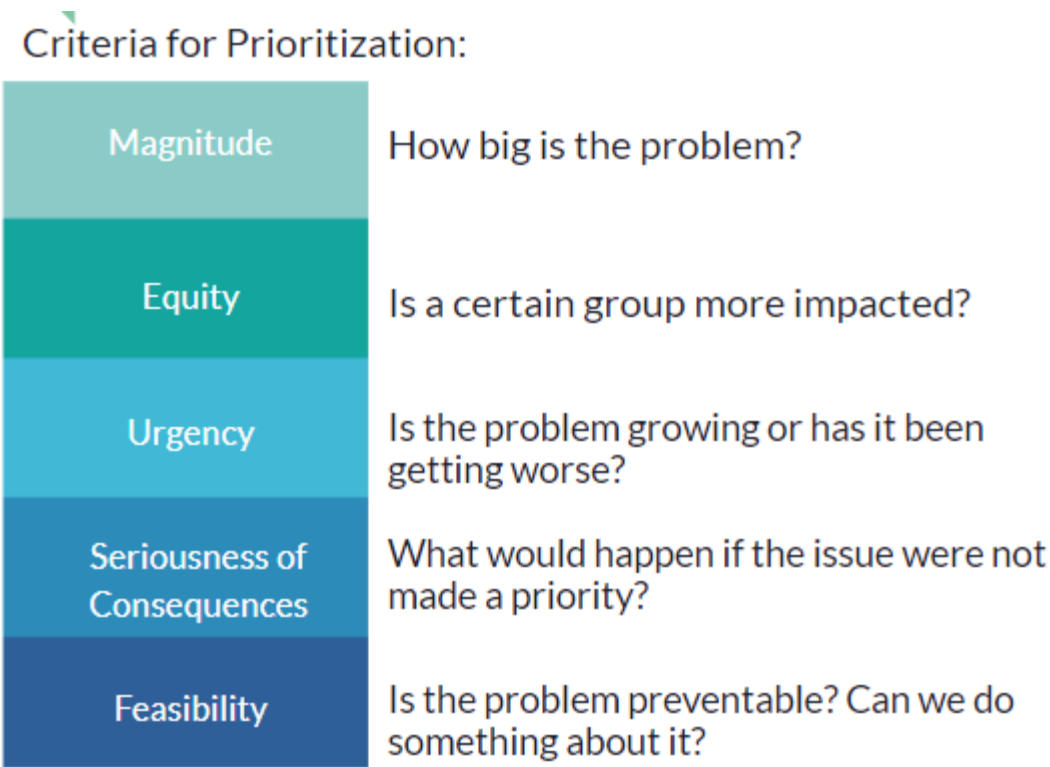 Criteria for Prioritization:
Magnitude
How big is the problem?
Equity
Is a certain group more impacted?
Urgency
Is the problem growing or has it been
getting worse?
Seriousness of
Consequences
What would happen if the issue were not
made a priority?
Feasibility
Is the problem preventable? Can we do
something about it?